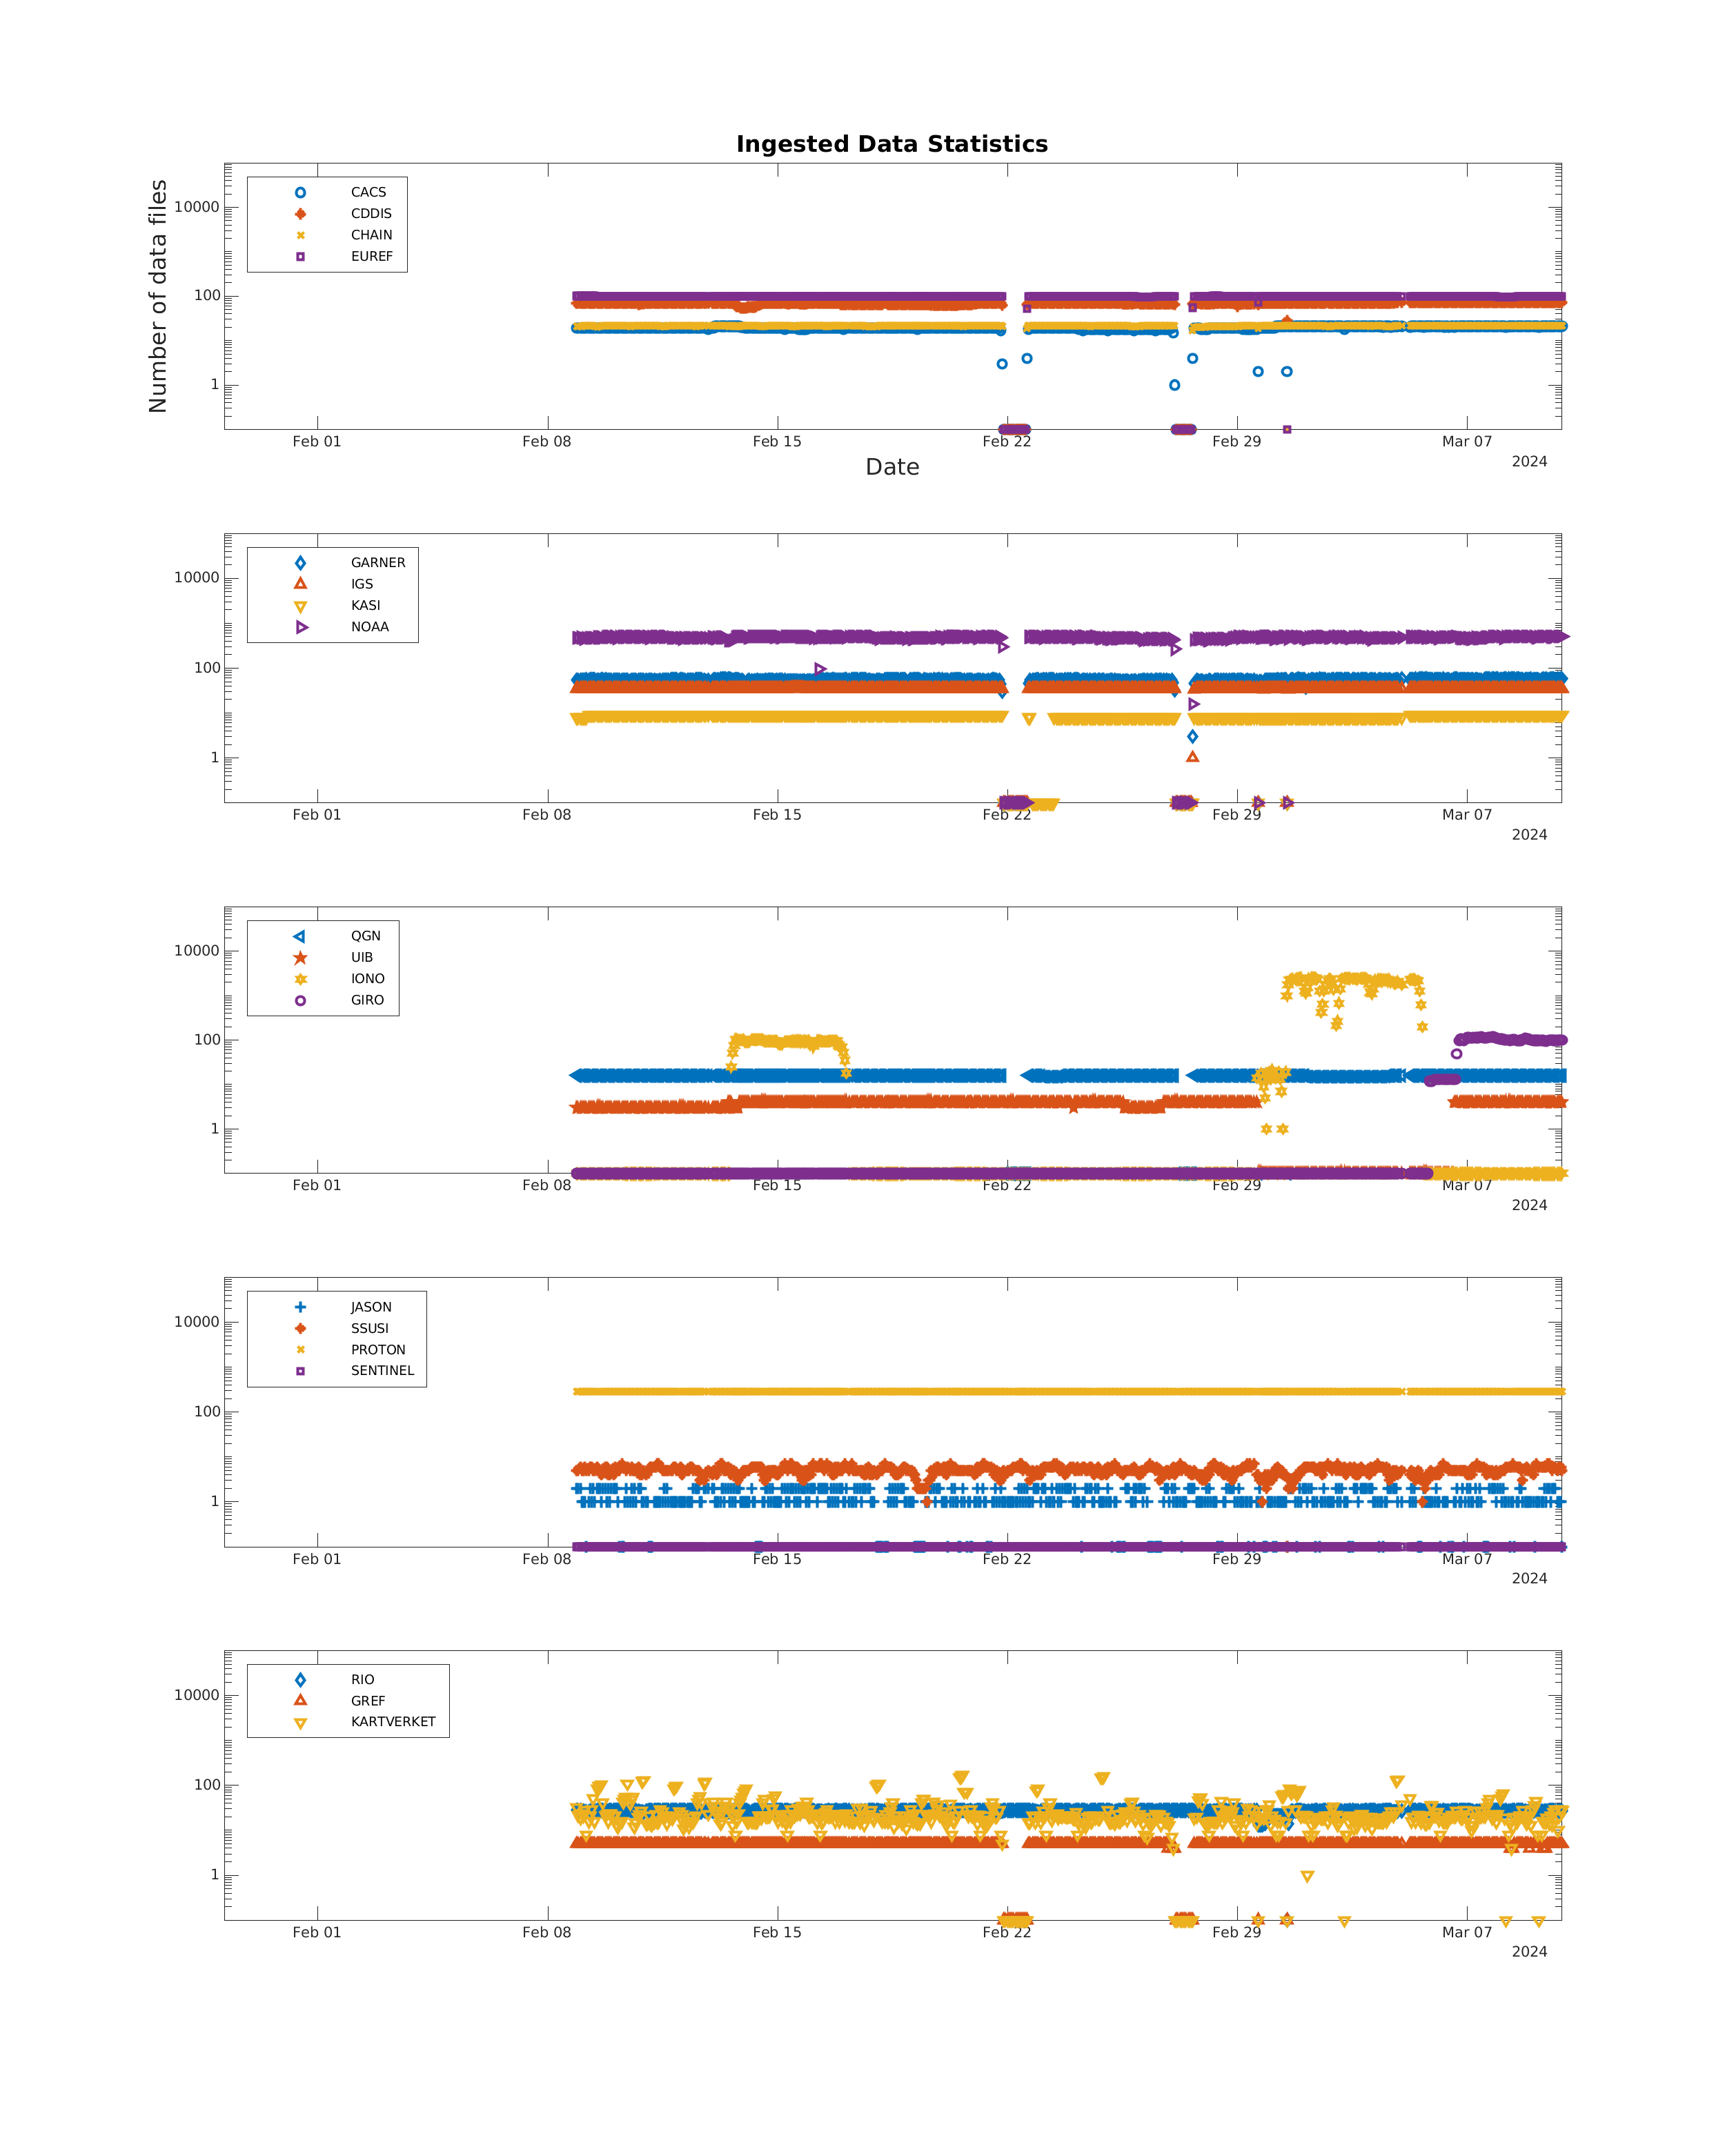 Ingested Data Statistics
Number of data files
CACS
CDDIS
CHAIN
EUREF
10000
100
1
Feb 01 Feb 08 Feb 15 Feb 22 Feb 29 Mar 07
2024
Date
GARNER
IGS
KASI
NOAA
10000
100
1
Feb 01 Feb 08 Feb 15 Feb 22 Feb 29 Mar 07
2024
QGN
UIB
IONO
GIRO
10000
100
1
Feb 01 Feb 08 Feb 15 Feb 22 Feb 29 Mar 07
2024
JASON
SSUSI
PROTON
SENTINEL
10000
100
1
Feb 01 Feb 08 Feb 15 Feb 22 Feb 29 Mar 07
2024
RIO
GREF
KARTVERKET
10000
100
1
Feb 01 Feb 08 Feb 15 Feb 22 Feb 29 Mar 07
2024